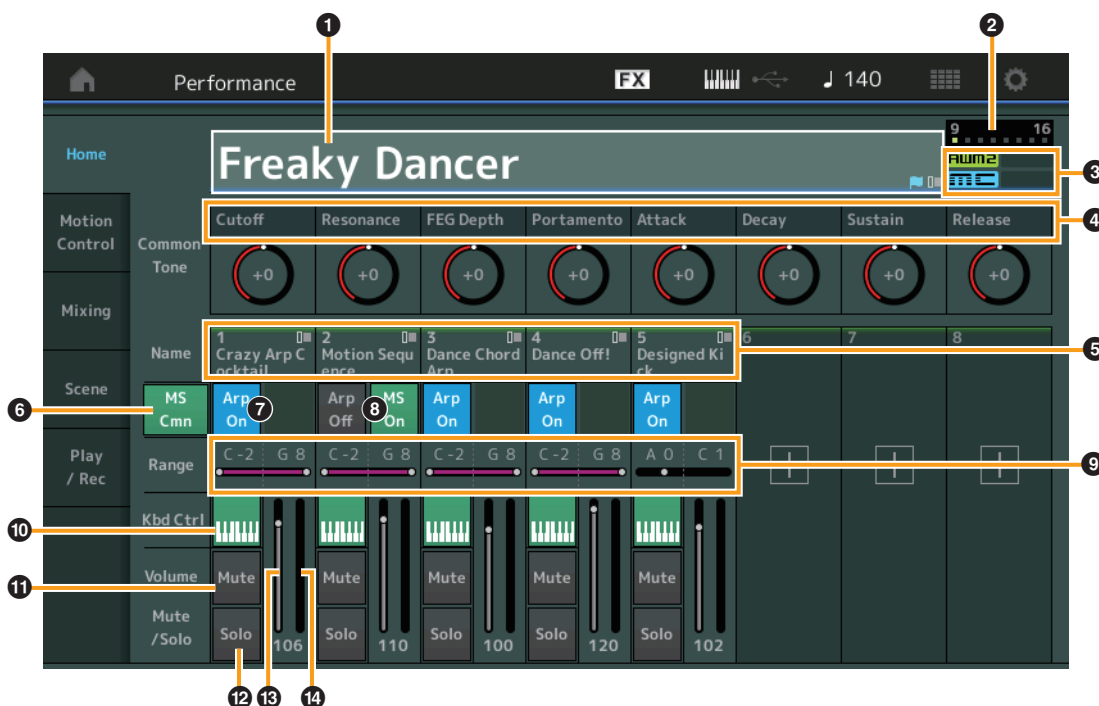 1 2
Performance FX 140
9 16
Home
Freaky Dancer
AWM2
MC
3
4
Motion Control
Common Tone
Cutoff Resonance FEG Depth Portamento Attack Decay Sustain Release
+0 +0 +0 +0 +0 +0 +0 +0
Mixing
1 2 3 4 5 6 7 8
Name
Crazy Arp C Motion Sequ Dance Chord Dance Off! Designed Ki
ocktail ence Arp ck
5
Scene
6
MS Arp 7 Arp 8 MS Arp Arp Arp
Cmn On Off On On On On
Play
/ Rec
Range
C -2 G 8 C -2 G 8 C -2 G 8 C -2 G 8 A 0 C 1
9
10
Kbd Ctrl
11
Volume Mute Mute Mute Mute Mute
Mute
/Solo
Solo 106 Solo 110 Solo 100 Solo 120 Solo 102
12 13 14